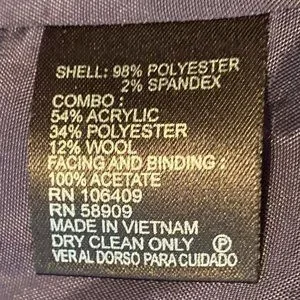 SHELL: 98% POLYESTER
2% SPANDEX
COMBO :
54% ACRYLIC
34% POLYESTER
12% WOOL
FACING AND BINDING :
100% ACETATE
RN 106409
RN 58909
MADE IN VIETNAM
DRY CLEAN ONLY Ⓟ
VER AL DORSO PARA CUIDADO